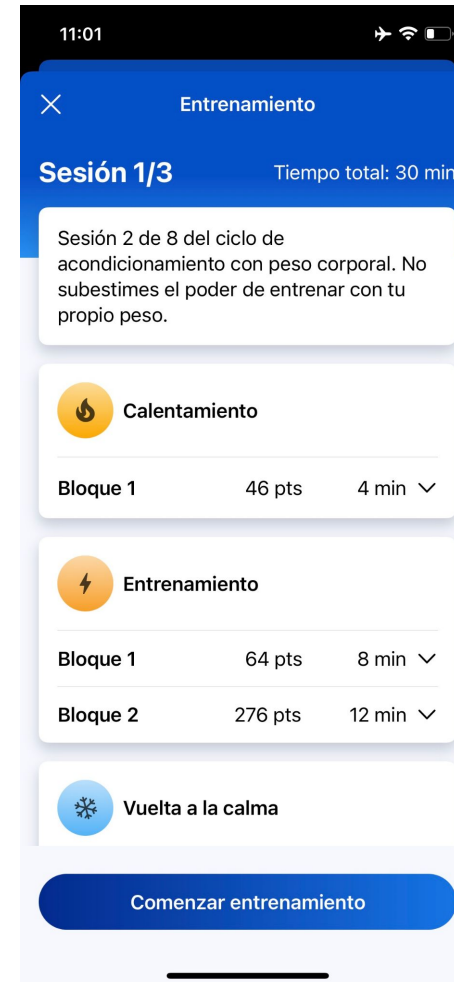 11:01
Entrenamiento
Sesión 1/3 Tiempo total: 30 min
Sesión 2 de 8 del ciclo de
acondicionamiento con peso corporal. No
subestimes el poder de entrenar con tu
propio peso.
Calentamiento
Bloque 1 46 pts 4 min
Entrenamiento
Bloque 1 64 pts 8 min
Bloque 2 276 pts 12 min
Vuelta a la calma
Comenzar entrenamiento